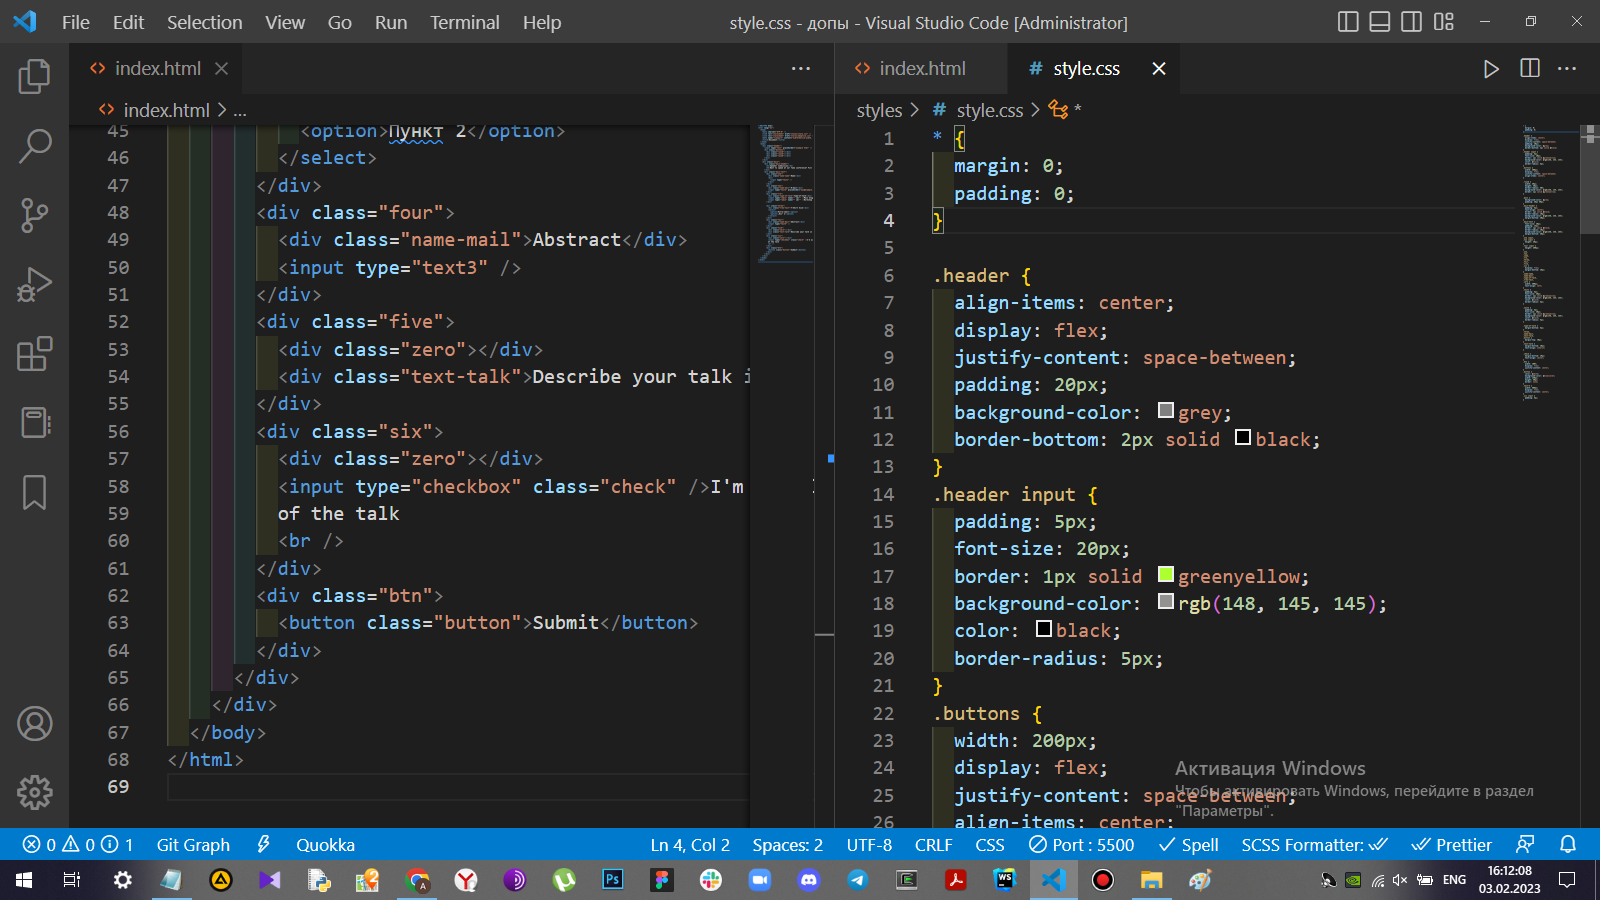 File Edit Selection View Go Run Terminal Help
style.css - допы - Visual Studio Code [Administrator]
index.html
index.html > ...
45 <option>Пункт 2</option>
46 </select>
47 </div>
48 <div class="four">
49 <div class="name-mail">Abstract</div>
50 <input type="text3" />
51 </div>
52 <div class="five">
53 <div class="zero"></div>
54 <div class="text-talk">Describe your talk i
55 </div>
56 <div class="six">
57 <div class="zero"></div>
58 <input type="checkbox" class="check" />I'm
59 of the talk
60 <br />
61 </div>
62 <div class="btn">
63 <button class="button">Submit</button>
64 </div>
65 </div>
66 </div>
67 </body>
68 </html>
69
index.html # style.css
styles > # style.css > *
1 * {
2 margin: 0;
3 padding: 0;
4 }
5
6 .header {
7 align-items: center;
8 display: flex;
9 justify-content: space-between;
10 padding: 20px;
11 background-color: grey;
12 border-bottom: 2px solid black;
13 }
14 .header input {
15 padding: 5px;
16 font-size: 20px;
17 border: 1px solid greenyellow;
18 background-color: rgb(148, 145, 145);
19 color: black;
20 border-radius: 5px;
21 }
22 .buttons {
23 width: 200px;
24 display: flex;
25 justify-content: space-between;
26 align-items: center;
Активация Windows
Чтобы активировать Windows, перейдите в раздел
"Параметры".
0 0 1 Git Graph Quokka Ln 4, Col 2 Spaces: 2 UTF-8 CRLF CSS Port : 5500 Spell SCSS Formatter: Prettier
A Ps WS ENG
16:12:08
03.02.2023